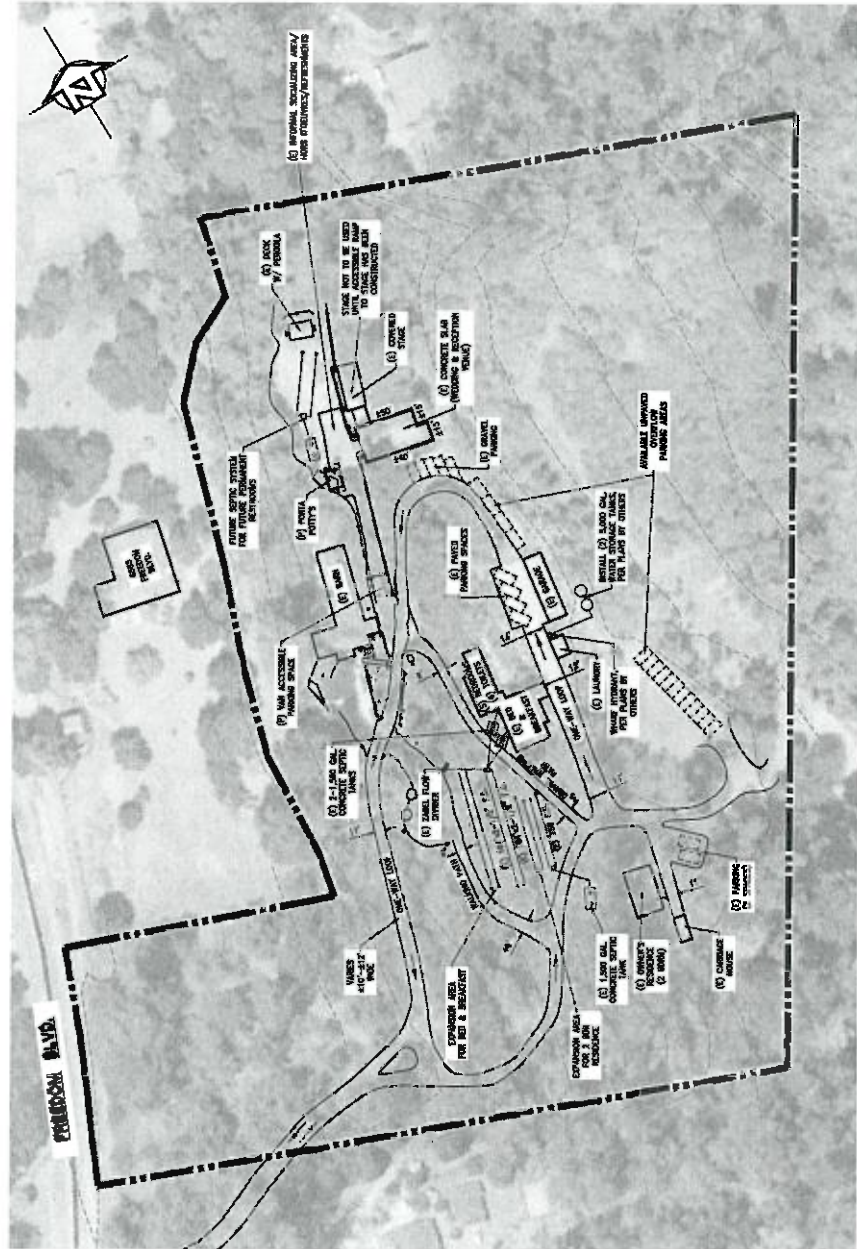 FREEDOM BLVD.
N
(E) INFORMAL SOCIALIZING AREA/
HORS D'OEUVRES/REFRESHMENTS
(E) DECK
W/ PERGOLA
STAGE NOT TO BE USED
UNTIL ACCESSIBLE RAMP
TO STAGE HAS BEEN
CONSTRUCTED
(E) COVERED
STAGE
(E) CONCRETE SLAB
(WEDDING & RECEPTION
VENUE)
FUTURE SEPTIC SYSTEM
FOR FUTURE PERMANENT
RESTROOMS
(P) PORTA
POTTY'S
(E) GRAVEL
PARKING
AVAILABLE UNPAVED
OVERFLOW
PARKING AREAS
FREEDOM
BLVD.
(E) BARN
(P) VAN ACCESSIBLE
PARKING SPACE
(E) PAVED
PARKING SPACES
(E) GARAGE
INSTALL (2) 5,000 GAL.
WATER STORAGE TANKS,
PER PLANS BY OTHERS
(E) LAUNDRY
WHARF HYDRANT,
PER PLANS BY
OTHERS
(E) BED
&
BREAKFAST
ONE-WAY LOOP
(E) 2-1,500 GAL.
CONCRETE SEPTIC
TANKS
(E) ZABEL FLOW
DIVIDER
WALKING PATH
ONE-WAY LOOP
VARIES
±10'-±12'
WIDE
EXPANSION AREA
FOR BED & BREAKFAST
EXPANSION AREA
FOR 2 BDR
RESIDENCE
(E) 1,500 GAL.
CONCRETE SEPTIC
TANK
(E) OWNER'S
RESIDENCE
(2 BDRM)
(E) CARRIAGE
HOUSE
(E) PARKING